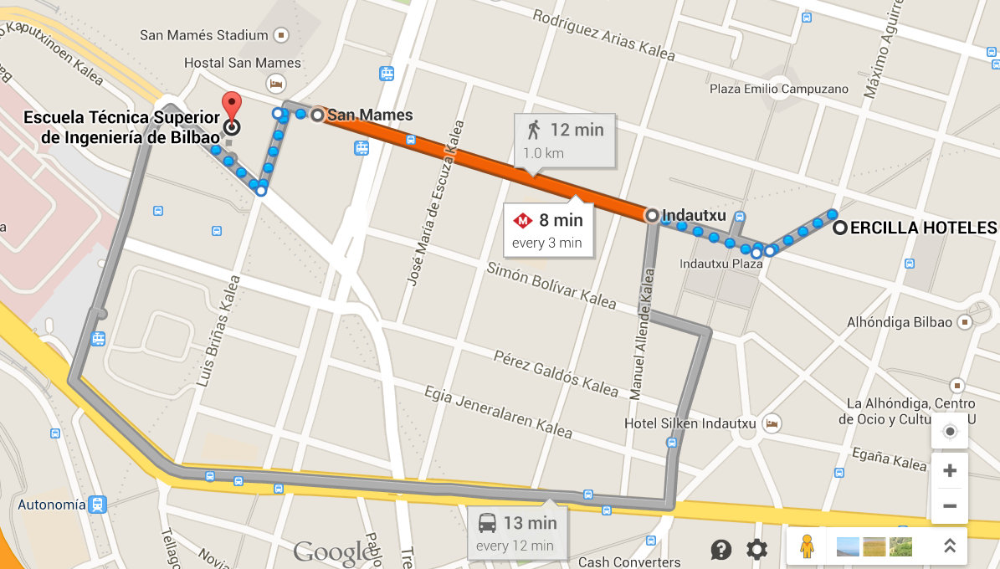 Rodríguez Arias Kalea
Máximo Aguirre
San Mamés Stadium
Kaputxinoen Kalea
Hostal San Mames
Plaza Emilio Campuzano
Escuela Técnica Superior
de Ingeniería de Bilbao
San Mames
12 min
1.0 km
José María de Escuza Kalea
Indautxu
M
8 min
every 3 min
ERCILLA HOTELES
Indautxu Plaza
Simón Bolívar Kalea
Manuel Allende Kalea
Luis Briñas Kalea
Alhóndiga Bilbao
Pérez Galdós Kalea
Egia Jeneralaren Kalea
La Alhóndiga, Centro
de Ocio y Cultu
U
Hotel Silken Indautxu
Egaña Kalea
Autonomía
13 min
every 12 min
Tellag
Novia
Pablo
Tre
Google
Cash Converters